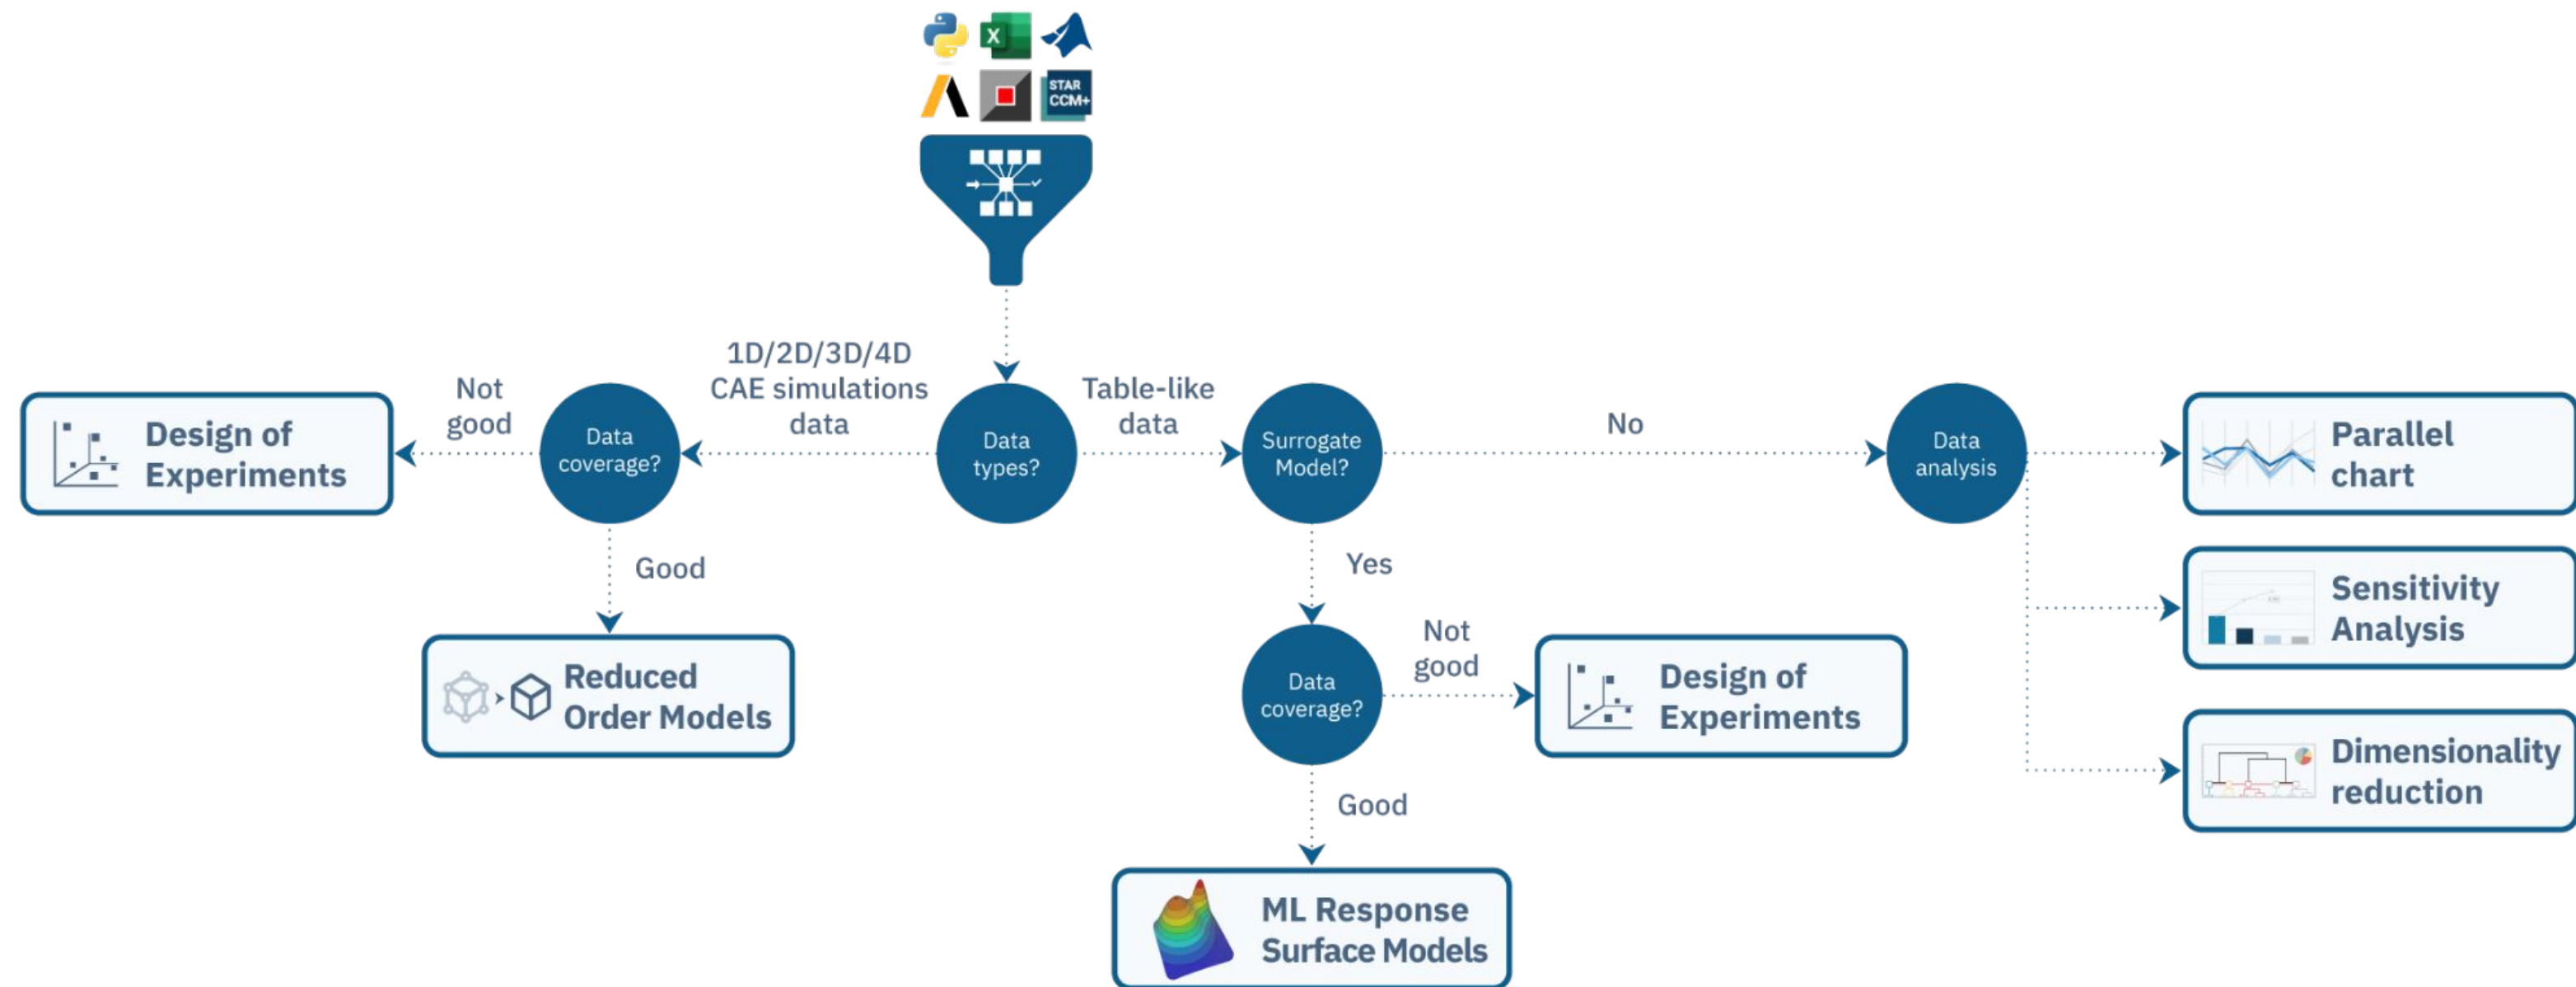 X
STAR
CCM+
1D/2D/3D/4D
CAE simulations
data
Not
good
Table-like
data
No
Design of
Experiments
Data
coverage?
Data
types?
Surrogate
Model?
Data
analysis
Parallel
chart
Good
Yes
Sensitivity
Analysis
Reduced
Order Models
Not
good
Data
coverage?
Design of
Experiments
Dimensionality
reduction
Good
ML Response
Surface Models